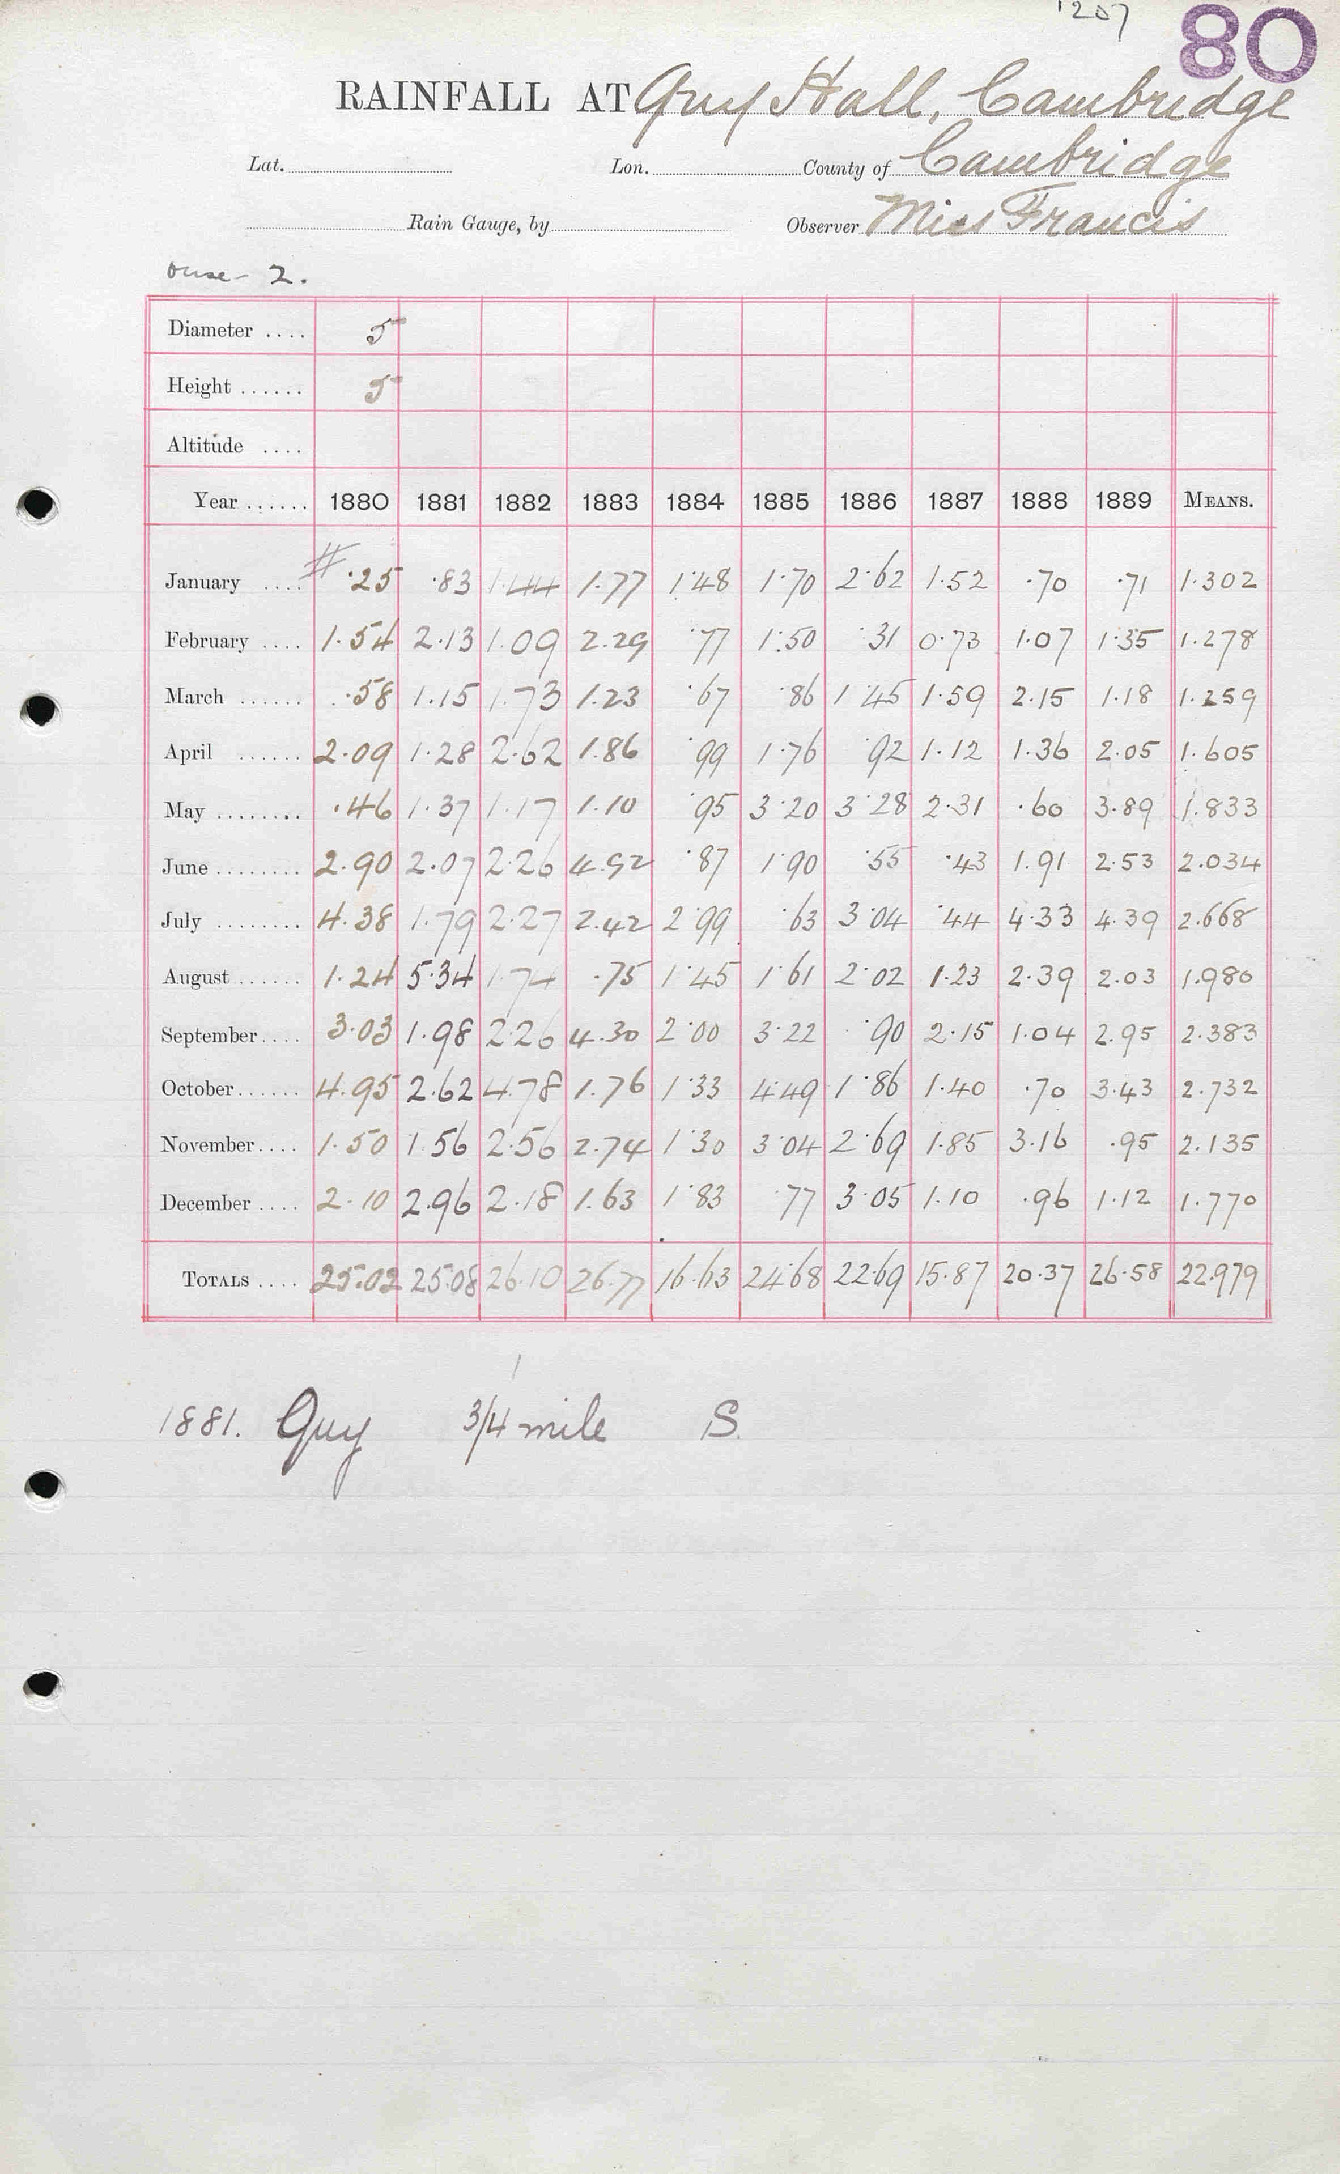 1207 80
RAINFALL AT Guy Hall, Cambridge
Lat. Lon. County of Cambridge
Rain Gauge, by Observer Miss Francis
ouse 2.
Diameter .... 5
Height ...... 5
Altitude ....
Year ...... 1880 1881 1882 1883 1884 1885 1886 1887 1888 1889 MEANS.
January .... # ·25 ·83 1·44 1·77 1·48 1·70 2·62 1·52 ·70 ·71 1·302
February .... 1·54 2·13 1·09 2·29 ·77 1·50 ·31 0·73 1·07 1·35 1·278
March ...... ·58 1·15 1·73 1·23 ·67 ·86 1·45 1·59 2·15 1·18 1·259
April ...... 2·09 1·28 2·62 1·86 ·99 1·76 ·92 1·12 1·36 2·05 1·605
May ........ ·46 1·37 1·17 1·10 ·95 3·20 3·28 2·31 ·60 3·89 1·833
June ........ 2·90 2·07 2·26 4·92 ·87 1·90 ·55 ·43 1·91 2·53 2·034
July ........ 4·38 1·79 2·27 2·42 2·99 ·63 3·04 ·44 4·33 4·39 2·668
August ...... 1·24 5·34 1·74 ·75 1·45 1·61 2·02 1·23 2·39 2·03 1·980
September .... 3·03 1·98 2·26 4·30 2·00 3·22 ·90 2·15 1·04 2·95 2·383
October ...... 4·95 2·62 4·78 1·76 1·33 4·49 1·86 1·40 ·70 3·43 2·732
November .... 1·50 1·56 2·56 2·74 1·30 3·04 2·69 1·85 3·16 ·95 2·135
December .... 2·10 2·96 2·18 1·63 1·83 ·77 3·05 1·10 ·96 1·12 1·770
TOTALS .... 25·02 25·08 26·10 26·77 16·63 24·68 22·69 15·87 20·37 26·58 22·979
1881. Guy 3/4 mile S.